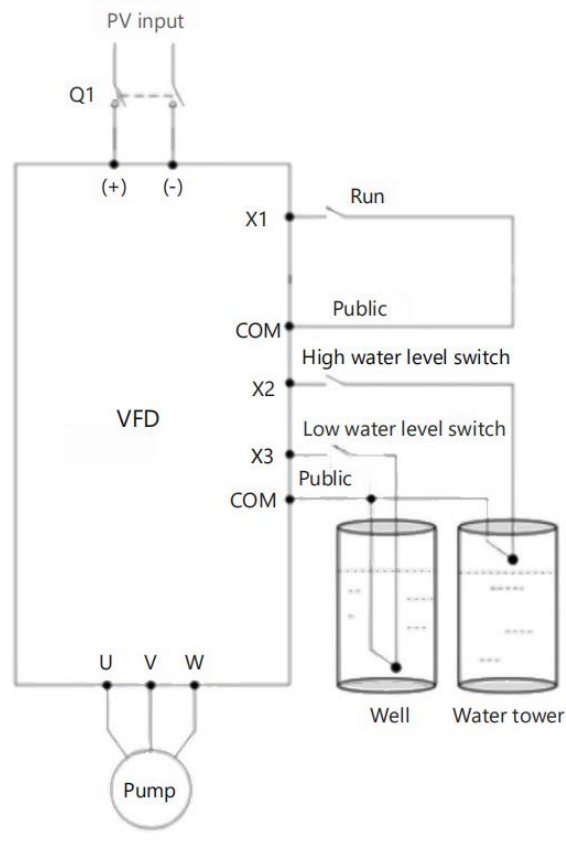 PV input
Q1
(+)
(-)
X1
Run
Public
COM
High water level switch
X2
VFD
Low water level switch
X3
Public
COM
U
V
W
Well
Water tower
Pump